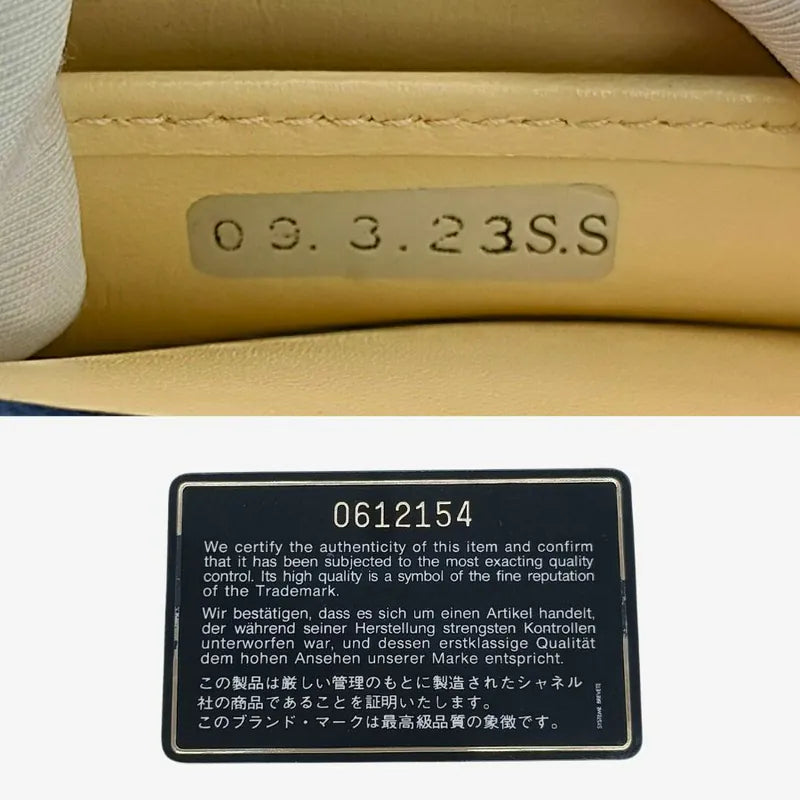 09.3.23S.S
0612154
We certify the authenticity of this item and confirm
that it has been subjected to the most exacting quality
control. Its high quality is a symbol of the fine reputation
of the Trademark.
Wir bestätigen, dass es sich um einen Artikel handelt,
der während seiner Herstellung strengsten Kontrollen
unterworfen war, und dessen erstklassige Qualität
dem hohen Ansehen unserer Marke entspricht.
この製品は厳しい管理のもとに製造されたシャネル
社の商品であることを証明いたします。
このブランド・マークは最高級品質の象徴です。
SYSTEME BREVETE